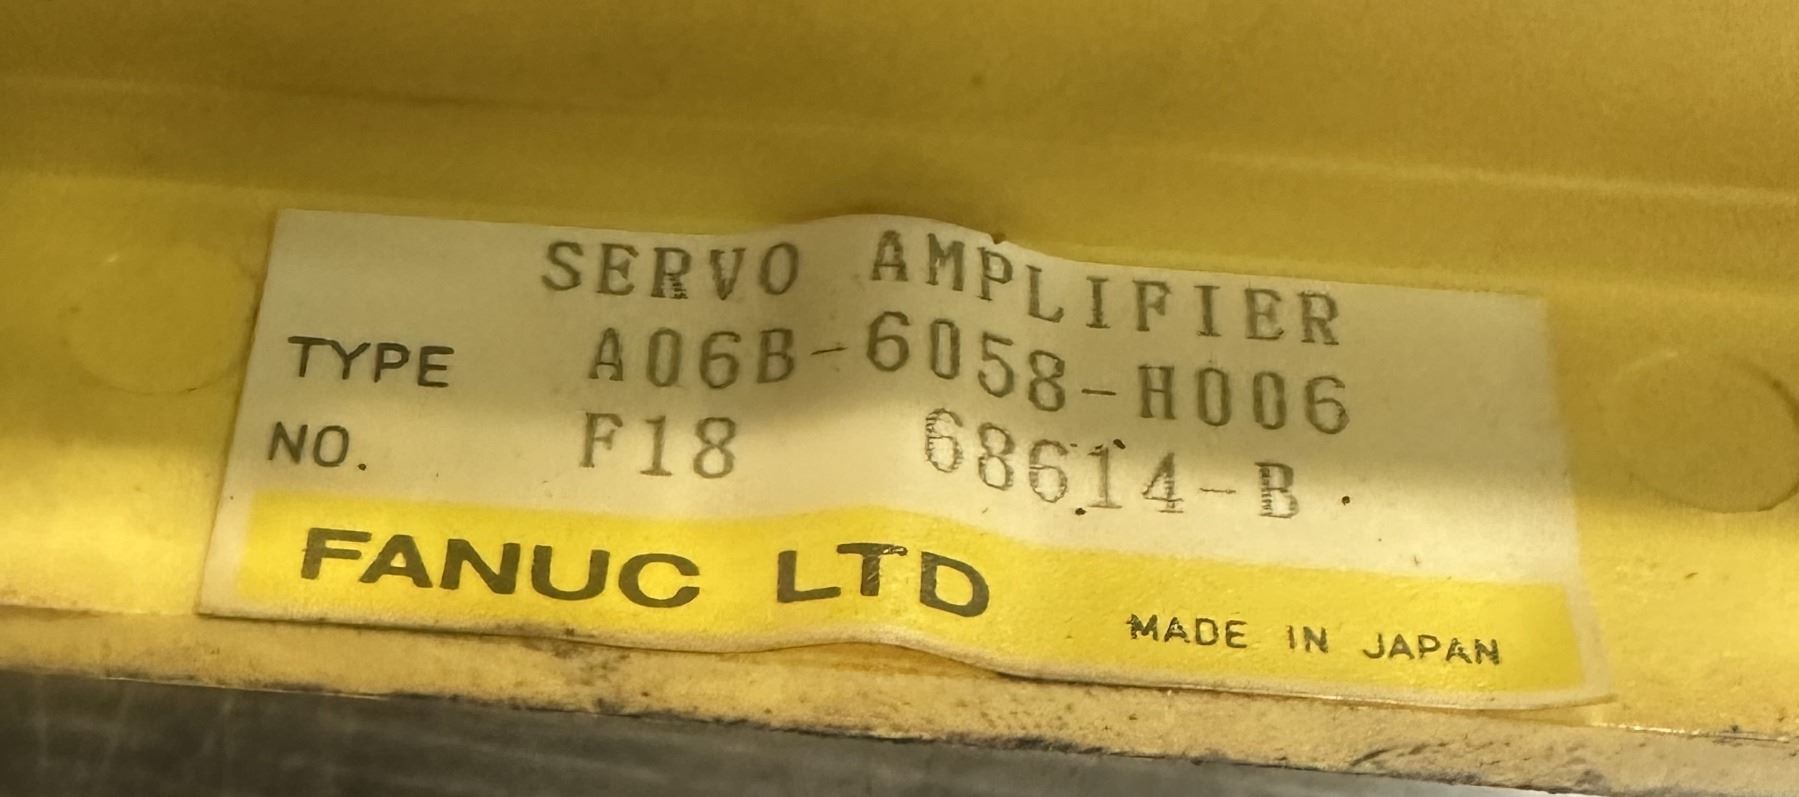 SERVO AMPLIFIER
TYPE A06B-6058-H006
NO. F18 68614-B
FANUC LTD MADE IN JAPAN